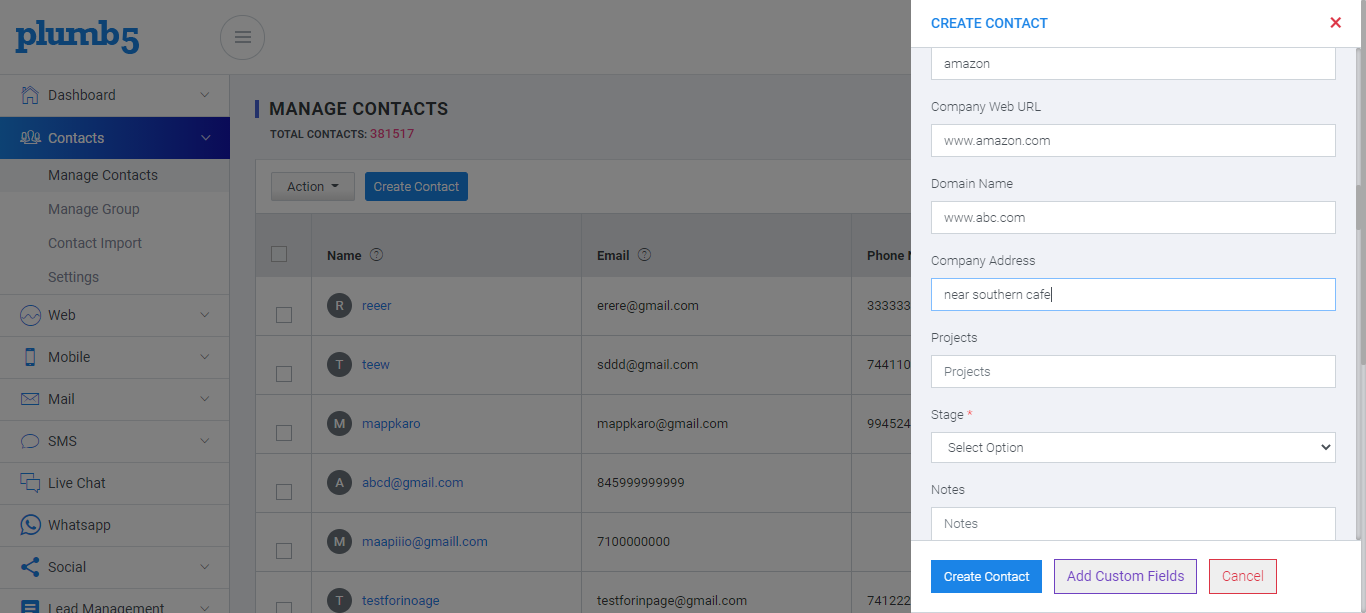 plumb5
Dashboard
Contacts
Manage Contacts
Manage Group
Contact Import
Settings
Web
Mobile
Mail
SMS
Live Chat
Whatsapp
Social
Lead Management
MANAGE CONTACTS
TOTAL CONTACTS: 381517
Action Create Contact
Name Email Phone
R reeer erere@gmail.com 333333
T teew sddd@gmail.com 744110
M mappkaro mappkaro@gmail.com 994524
A abcd@gmail.com 845999999999
M maapiiio@gmaill.com 7100000000
T testforinoage testforinpage@gmail.com 741222
CREATE CONTACT
amazon
Company Web URL
www.amazon.com
Domain Name
www.abc.com
Company Address
near southern cafe
Projects
Projects
Stage *
Select Option
Notes
Notes
Create Contact Add Custom Fields Cancel